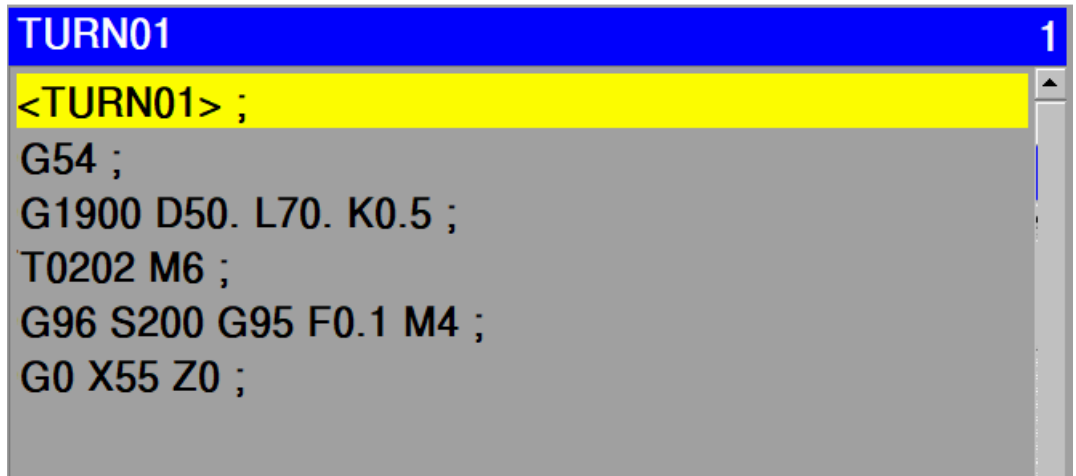 TURN01 1
<TURN01> ;
G54 ;
G1900 D50. L70. K0.5 ;
T0202 M6 ;
G96 S200 G95 F0.1 M4 ;
G0 X55 Z0 ;